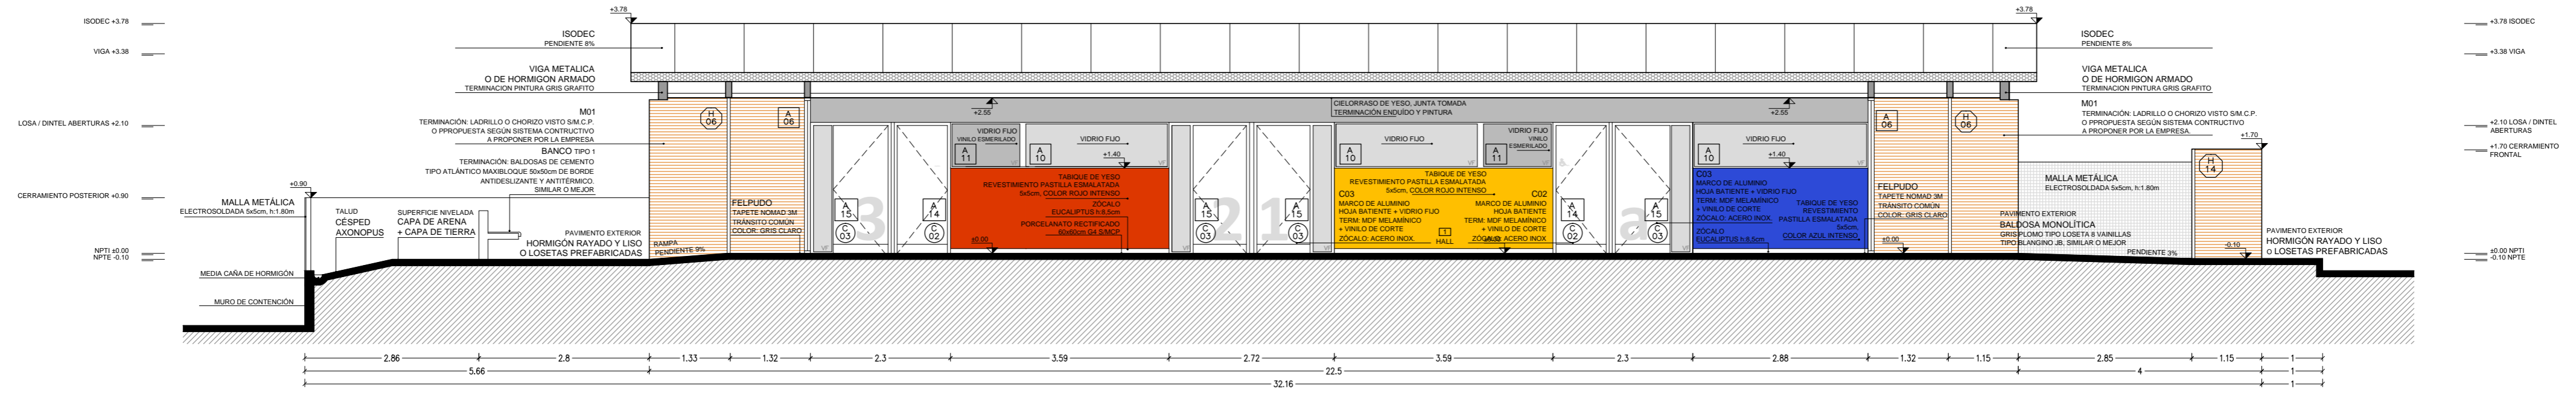 ISODEC +3.78
VIGA +3.38
LOSA / DINTEL ABERTURAS +2.10
CERRAMIENTO POSTERIOR +0.90
NPTI ±0.00
NPTE -0.10
+3.78
ISODEC
PENDIENTE 8%
VIGA METALICA
O DE HORMIGON ARMADO
TERMINACION PINTURA GRIS GRAFITO
M01
TERMINACIÓN: LADRILLO O CHORIZO VISTO S/M.C.P.
O PPROPUESTA SEGÚN SISTEMA CONTRUCTIVO
A PROPONER POR LA EMPRESA
BANCO TIPO 1
TERMINACIÓN: BALDOSAS DE CEMENTO
TIPO ATLÁNTICO MAXIBLOQUE 50x50cm DE BORDE
ANTIDESLIZANTE Y ANTITÉRMICO.
SIMILAR O MEJOR
+0.90
MALLA METÁLICA
ELECTROSOLDADA 5x5cm, h:1.80m
TALUD
CÉSPED
AXONOPUS
SUPERFICIE NIVELADA
CAPA DE ARENA
+ CAPA DE TIERRA
PAVIMENTO EXTERIOR
HORMIGÓN RAYADO Y LISO
O LOSETAS PREFABRICADAS
MEDIA CAÑA DE HORMIGÓN
MURO DE CONTENCIÓN
RAMPA
PENDIENTE 9%
H
06
A
06
FELPUDO
TAPETE NOMAD 3M
TRÁNSITO COMÚN
COLOR: GRIS CLARO
+2.55
VF
3
A
15
C
03
A
14
C
02
VIDRIO FIJO
VINILO ESMERILADO
A
11
VIDRIO FIJO
A
10
+1.40
VF
TABIQUE DE YESO
REVESTIMIENTO PASTILLA ESMALATADA
5x5cm, COLOR ROJO INTENSO
ZÓCALO
EUCALIPTUS h:8,5cm
PORCELANATO RECTIFICADO
60x60cm G4 S/MCP
±0.00
VF
21
A
15
C
03
A
15
C
03
VF
CIELORRASO DE YESO, JUNTA TOMADA
TERMINACIÓN ENDUÍDO Y PINTURA
VIDRIO FIJO
A
10
VIDRIO FIJO
VINILO
ESMERILADO
A
11
VF
TABIQUE DE YESO
REVESTIMIENTO PASTILLA ESMALATADA
5x5cm, COLOR ROJO INTENSO
C03
MARCO DE ALUMINIO
HOJA BATIENTE + VIDRIO FIJO
TERM: MDF MELAMÍNICO
+ VINILO DE CORTE
ZÓCALO: ACERO INOX.
1
HALL
C02
MARCO DE ALUMINIO
HOJA BATIENTE
TERM: MDF MELAMÍNICO
+ VINILO DE CORTE
ZÓCALO: ACERO INOX
A
14
C
02
a
A
15
C
03
VF
+2.55
VIDRIO FIJO
A
10
+1.40
VF
C03
MARCO DE ALUMINIO
HOJA BATIENTE + VIDRIO FIJO
TERM: MDF MELAMÍNICO
+ VINILO DE CORTE
ZÓCALO: ACERO INOX.
ZÓCALO
EUCALIPTUS h:8,5cm
TABIQUE DE YESO
REVESTIMIENTO
PASTILLA ESMALATADA
5x5cm,
COLOR AZUL INTENSO
A
06
H
06
FELPUDO
TAPETE NOMAD 3M
TRÁNSITO COMÚN
COLOR: GRIS CLARO
±0.00
+3.78
ISODEC
PENDIENTE 8%
VIGA METALICA
O DE HORMIGON ARMADO
TERMINACION PINTURA GRIS GRAFITO
M01
TERMINACIÓN: LADRILLO O CHORIZO VISTO S/M.C.P.
O PPROPUESTA SEGÚN SISTEMA CONTRUCTIVO
A PROPONER POR LA EMPRESA.
+1.70
MALLA METÁLICA
ELECTROSOLDADA 5x5cm, h:1.80m
H
14
PAVIMENTO EXTERIOR
BALDOSA MONOLÍTICA
GRIS PLOMO TIPO LOSETA 8 VAINILLAS
TIPO BLANGINO JB, SIMILAR O MEJOR
PENDIENTE 3%
-0.10
PAVIMENTO EXTERIOR
HORMIGÓN RAYADO Y LISO
O LOSETAS PREFABRICADAS
+3.78 ISODEC
+3.38 VIGA
+2.10 LOSA / DINTEL
ABERTURAS
+1.70 CERRAMIENTO
FRONTAL
±0.00 NPTI
-0.10 NPTE
2.86 2.8 1.33 1.32 2.3 3.59 2.72 3.59 2.3 2.88 1.32 1.15 2.85 1.15 1
5.66 22.5 4 1
32.16 1